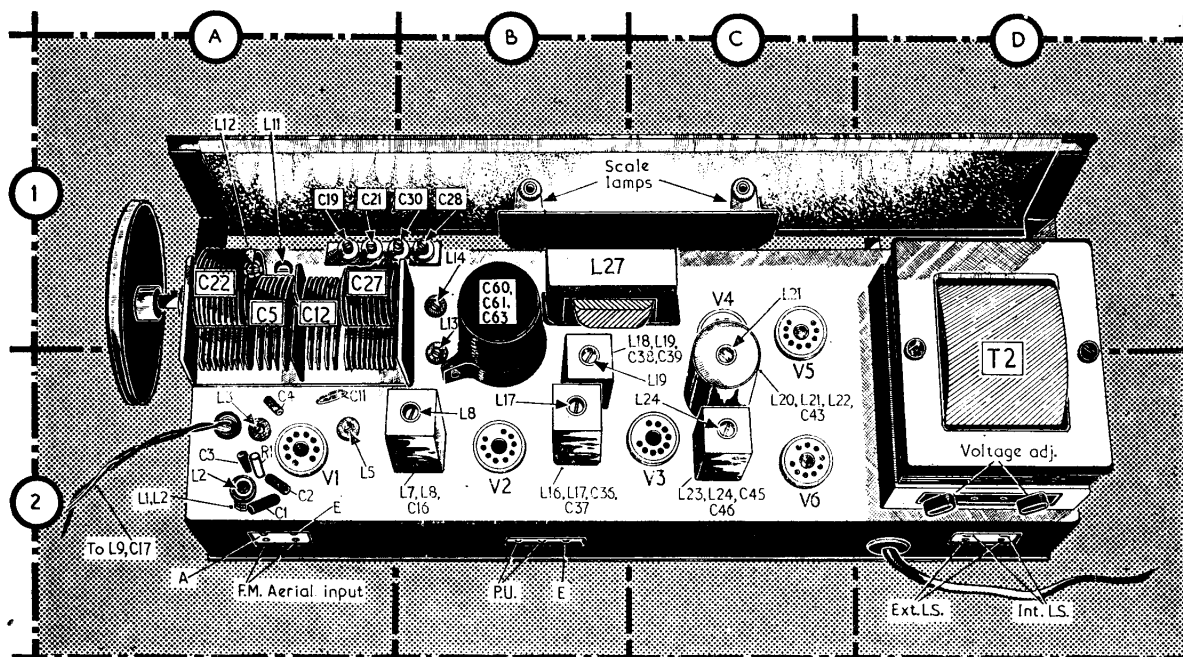 A
B
C
D
1
2
L12
L11
C19
C21
C30
C28
Scale
lamps
C22
C5
C12
C27
L14
L13
C60,
C61,
C63
L27
V4
L21
V5
T2
L18, L19,
C38, C39
L19
L20, L21, L22,
C43
L3
C4
C11
L8
L17
L24
C3
R1
V1
L5
L2
C2
L1, L2
C1
E
L7, L8,
C16
V2
L16, L17, C36,
C37
V3
L23, L24, C45
C46
V6
Voltage adj.
To L9, C17
A
F.M. Aerial input
P.U.
E
Ext. L.S.
Int. L.S.